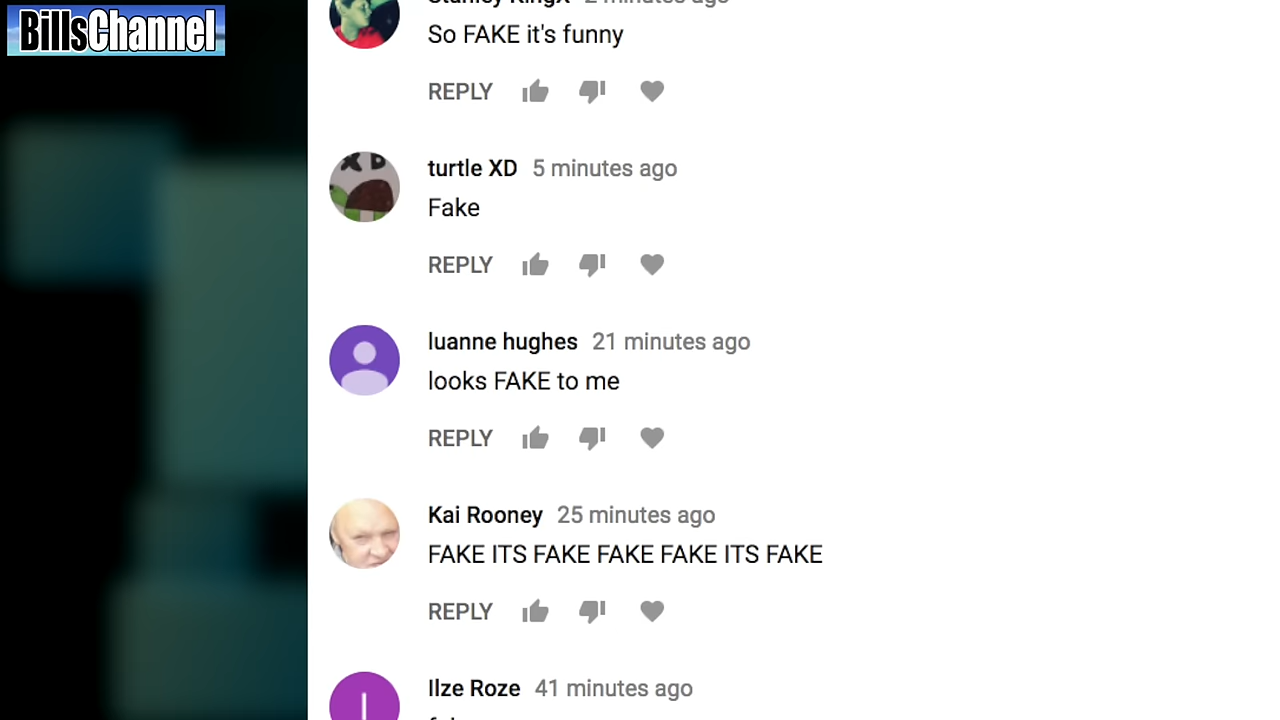 BillsChannel
So FAKE it's funny
REPLY
turtle XD 5 minutes ago
Fake
REPLY
luanne hughes 21 minutes ago
looks FAKE to me
REPLY
Kai Rooney 25 minutes ago
FAKE ITS FAKE FAKE FAKE ITS FAKE
REPLY
Ilze Roze 41 minutes ago